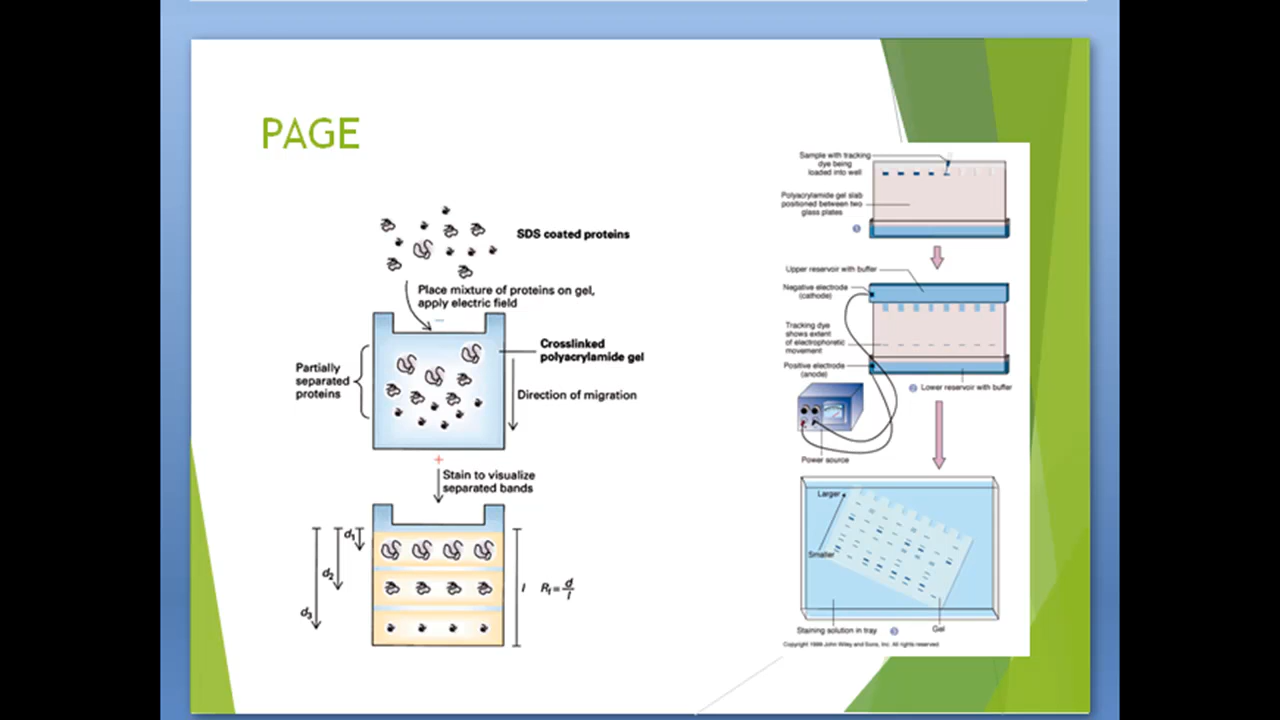 PAGE
SDS coated proteins
Place mixture of proteins on gel,
apply electric field
−
Crosslinked
polyacrylamide gel
Partially
separated
proteins
Direction of migration
+
Stain to visualize
separated bands
d1
d2
d3
l
Rf = d/l
Sample with tracking
dye being
loaded into well
Polyacrylamide gel slab
positioned between two
glass plates
1
Upper reservoir with buffer
Negative electrode
(cathode)
Tracking dye
shows extent
of electrophoretic
movement
Positive electrode
(anode)
2 Lower reservoir with buffer
Power source
Larger
Smaller
Staining solution in tray
3
Gel
Copyright 1999 John Wiley and Sons, Inc. All rights reserved